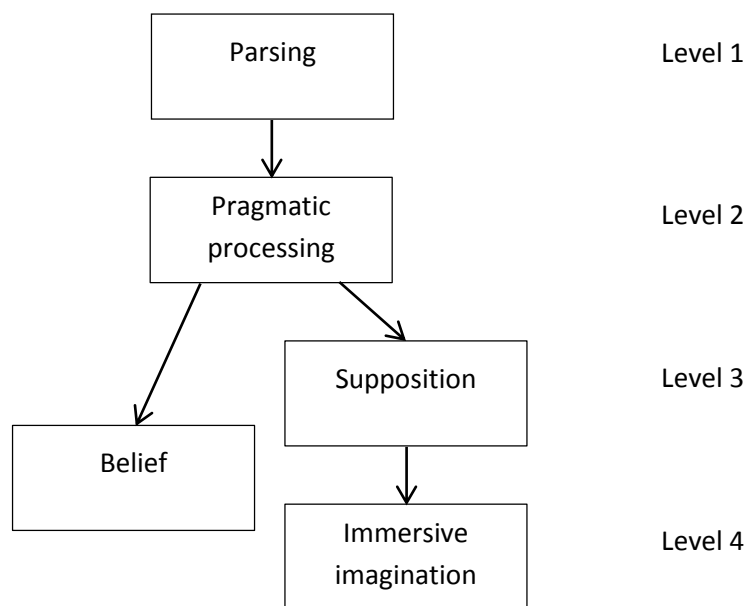 Parsing
Level 1
Pragmatic
processing
Level 2
Supposition
Level 3
Belief
Immersive
imagination
Level 4